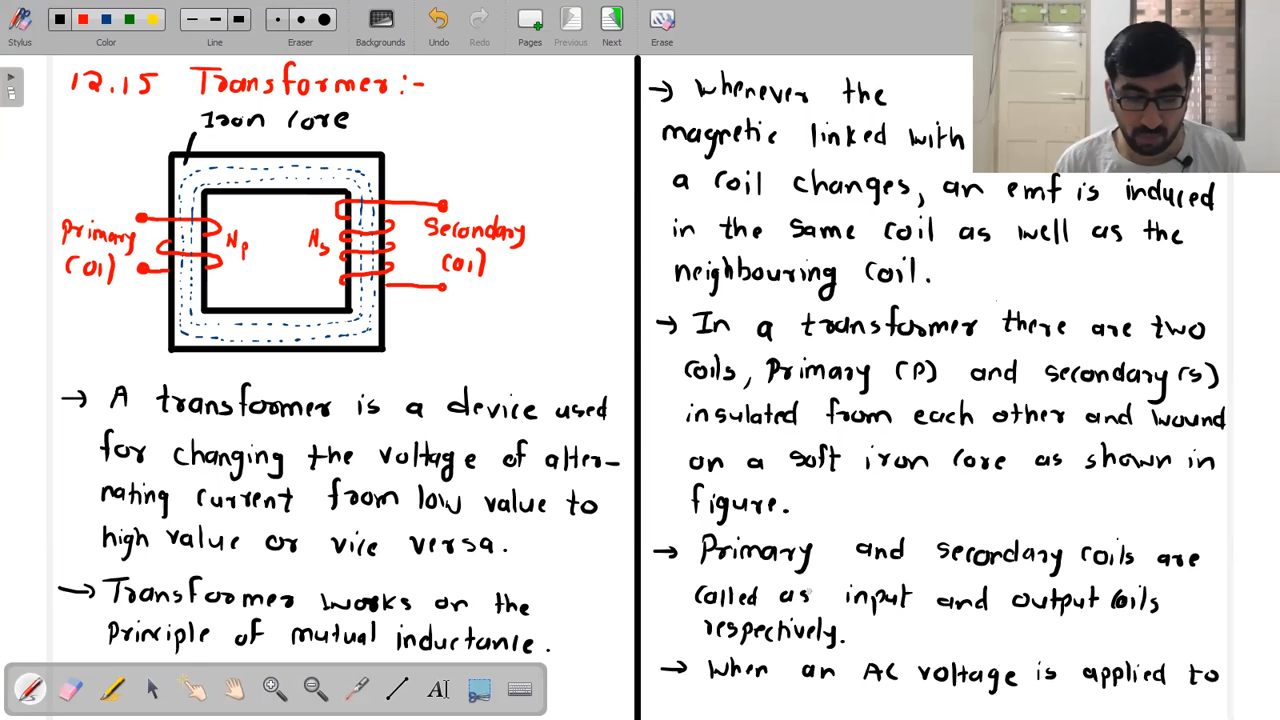 Stylus
Color
Line
Eraser
Backgrounds
Undo
Redo
Pages
Previous
Next
Erase
12.15 Transformer:-
Iron Core
Primary
Coil
Np
Ns
Secondary
Coil
→ A transformer is a device used
for changing the voltage of alter-
nating current from low value to
high value or vice versa.
→ Transformer works on the
principle of mutual inductance.
→ Whenever the
magnetic linked with
a coil changes, an emf is induced
in the same coil as well as the
neighbouring coil.
→ In a transformer there are two
coils, Primary (P) and secondary (s)
insulated from each other and wound
on a soft iron core as shown in
figure.
→ Primary and secondary coils are
called as input and output coils
respectively.
→ When an AC voltage is applied to